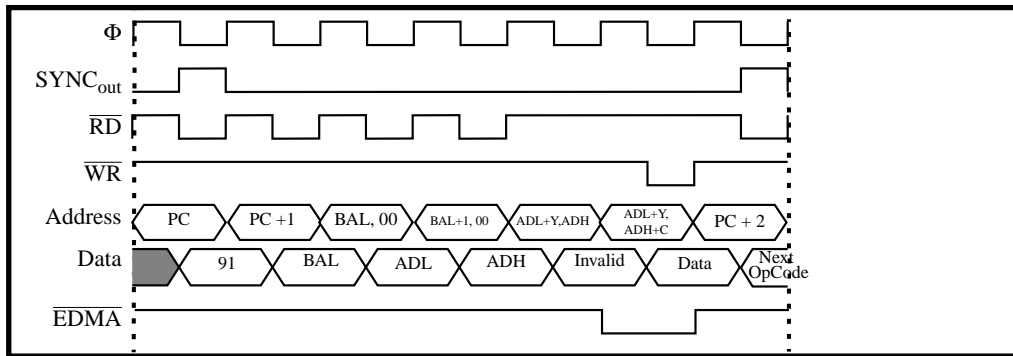 Φ
SYNCout
RD
WR
Address PC PC +1 BAL, 00 BAL+1, 00 ADL+Y,ADH ADL+Y, ADH+C PC + 2
Data 91 BAL ADL ADH Invalid Data Next OpCode
EDMA